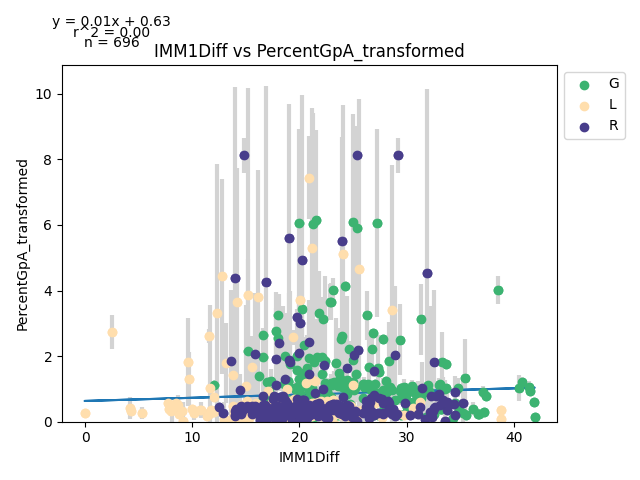 y = 0.01x + 0.63
r^2 = 0.00
n = 696
IMM1Diff vs PercentGpA_transformed
10
8
6
4
2
0
PercentGpA_transformed
0 10 20 30 40
IMM1Diff
G
L
R